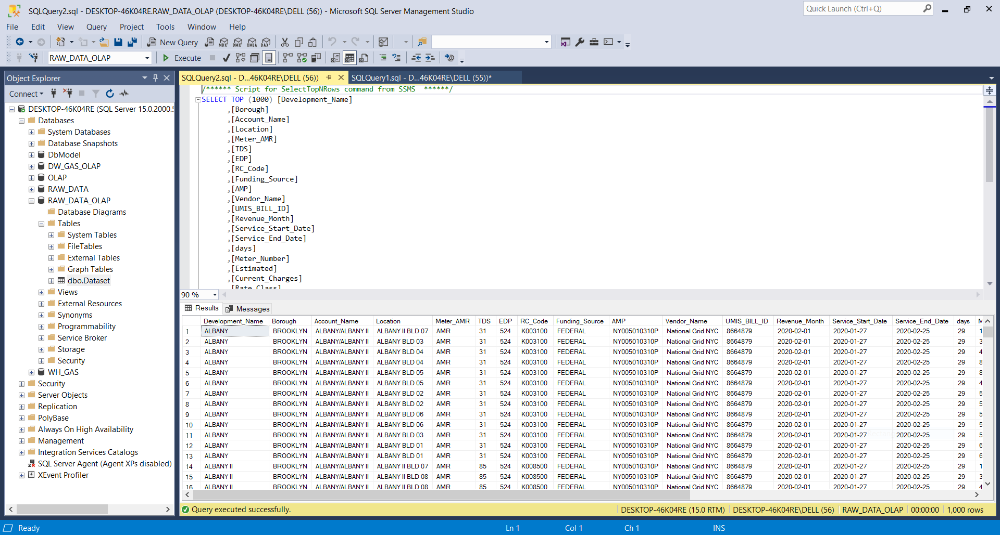 SQLQuery2.sql - DESKTOP-46K04RE.RAW_DATA_OLAP (DESKTOP-46K04RE\DELL (56)) - Microsoft SQL Server Management Studio
Quick Launch (Ctrl+Q)
File Edit View Query Project Tools Window Help
New Query MDX DMX XMLA DAX
RAW_DATA_OLAP Execute
Object Explorer
Connect
DESKTOP-46K04RE (SQL Server 15.0.2000.5
Databases
System Databases
Database Snapshots
DbModel
DW_GAS_OLAP
OLAP
RAW_DATA
RAW_DATA_OLAP
Database Diagrams
Tables
System Tables
FileTables
External Tables
Graph Tables
dbo.Dataset
Views
External Resources
Synonyms
Programmability
Service Broker
Storage
Security
WH_GAS
Security
Server Objects
Replication
PolyBase
Always On High Availability
Management
Integration Services Catalogs
SQL Server Agent (Agent XPs disabled)
XEvent Profiler
SQLQuery2.sql - D...46K04RE\DELL (56)) SQLQuery1.sql - D...46K04RE\DELL (55))*
/****** Script for SelectTopNRows command from SSMS  ******/
SELECT TOP (1000) [Development_Name]
,[Borough]
,[Account_Name]
,[Location]
,[Meter_AMR]
,[TDS]
,[EDP]
,[RC_Code]
,[Funding_Source]
,[AMP]
,[Vendor_Name]
,[UMIS_BILL_ID]
,[Revenue_Month]
,[Service_Start_Date]
,[Service_End_Date]
,[days]
,[Meter_Number]
,[Estimated]
,[Current_Charges]
,[Rate_Class]
90 %
Results Messages
Development_Name Borough Account_Name Location Meter_AMR TDS EDP RC_Code Funding_Source AMP Vendor_Name UMIS_BILL_ID Revenue_Month Service_Start_Date Service_End_Date days M
1 ALBANY BROOKLYN ALBANY/ALBANY II ALBANY II BLD 07 AMR 31 524 K003100 FEDERAL NY005010310P National Grid NYC 8664879 2020-02-01 2020-01-27 2020-02-25 29 1
2 ALBANY BROOKLYN ALBANY/ALBANY II ALBANY BLD 03 AMR 31 524 K003100 FEDERAL NY005010310P National Grid NYC 8664879 2020-02-01 2020-01-27 2020-02-25 29 3
3 ALBANY BROOKLYN ALBANY/ALBANY II ALBANY BLD 04 AMR 31 524 K003100 FEDERAL NY005010310P National Grid NYC 8664879 2020-02-01 2020-01-27 2020-02-25 29 4
4 ALBANY BROOKLYN ALBANY/ALBANY II ALBANY BLD 04 AMR 31 524 K003100 FEDERAL NY005010310P National Grid NYC 8664879 2020-02-01 2020-01-27 2020-02-25 29 8
5 ALBANY BROOKLYN ALBANY/ALBANY II ALBANY BLD 05 AMR 31 524 K003100 FEDERAL NY005010310P National Grid NYC 8664879 2020-02-01 2020-01-27 2020-02-25 29 8
6 ALBANY BROOKLYN ALBANY/ALBANY II ALBANY BLD 05 AMR 31 524 K003100 FEDERAL NY005010310P National Grid NYC 8664879 2020-02-01 2020-01-27 2020-02-25 29 4
7 ALBANY BROOKLYN ALBANY/ALBANY II ALBANY BLD 02 AMR 31 524 K003100 FEDERAL NY005010310P National Grid NYC 8664879 2020-02-01 2020-01-27 2020-02-25 29 5
8 ALBANY BROOKLYN ALBANY/ALBANY II ALBANY BLD 02 AMR 31 524 K003100 FEDERAL NY005010310P National Grid NYC 8664879 2020-02-01 2020-01-27 2020-02-25 29 5
9 ALBANY BROOKLYN ALBANY/ALBANY II ALBANY BLD 06 AMR 31 524 K003100 FEDERAL NY005010310P National Grid NYC 8664879 2020-02-01 2020-01-27 2020-02-25 29 5
10 ALBANY BROOKLYN ALBANY/ALBANY II ALBANY BLD 06 AMR 31 524 K003100 FEDERAL NY005010310P National Grid NYC 8664879 2020-02-01 2020-01-27 2020-02-25 29 5
11 ALBANY BROOKLYN ALBANY/ALBANY II ALBANY BLD 03 AMR 31 524 K003100 FEDERAL NY005010310P National Grid NYC 8664879 2020-02-01 2020-01-27 2020-02-25 29 5
12 ALBANY BROOKLYN ALBANY/ALBANY II ALBANY BLD 01 AMR 31 524 K003100 FEDERAL NY005010310P National Grid NYC 8664879 2020-02-01 2020-01-27 2020-02-25 29 6
13 ALBANY BROOKLYN ALBANY/ALBANY II ALBANY BLD 01 AMR 31 524 K003100 FEDERAL NY005010310P National Grid NYC 8664879 2020-02-01 2020-01-27 2020-02-25 29 6
14 ALBANY II BROOKLYN ALBANY/ALBANY II ALBANY II BLD 07 AMR 85 524 K008500 FEDERAL NY005010310P National Grid NYC 8664879 2020-02-01 2020-01-27 2020-02-25 29 1
15 ALBANY II BROOKLYN ALBANY/ALBANY II ALBANY II BLD 08 AMR 85 524 K008500 FEDERAL NY005010310P National Grid NYC 8664879 2020-02-01 2020-01-27 2020-02-25 29 3
16 ALBANY II BROOKLYN ALBANY/ALBANY II ALBANY II BLD 08 AMR 85 524 K008500 FEDERAL NY005010310P National Grid NYC 8664879 2020-02-01 2020-01-27 2020-02-25 29 4
Query executed successfully. DESKTOP-46K04RE (15.0 RTM) DESKTOP-46K04RE\DELL (56) RAW_DATA_OLAP 00:00:00 1,000 rows
Ready Ln 1 Col 1 Ch 1 INS